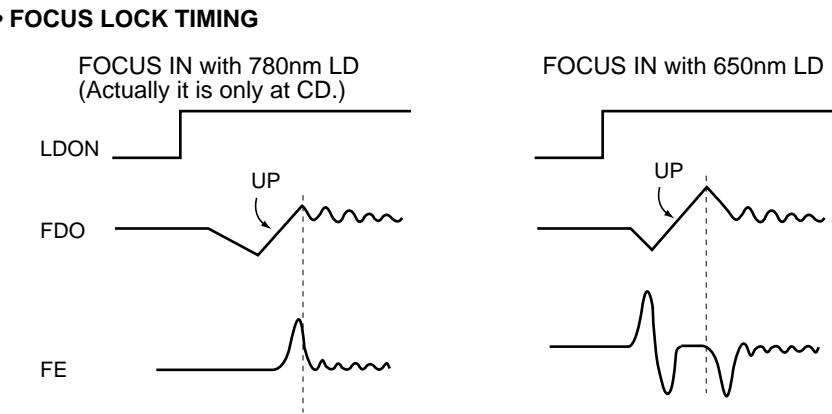 • FOCUS LOCK TIMING
FOCUS IN with 780nm LD
(Actually it is only at CD.)
FOCUS IN with 650nm LD
LDON
UP
UP
FDO
FE